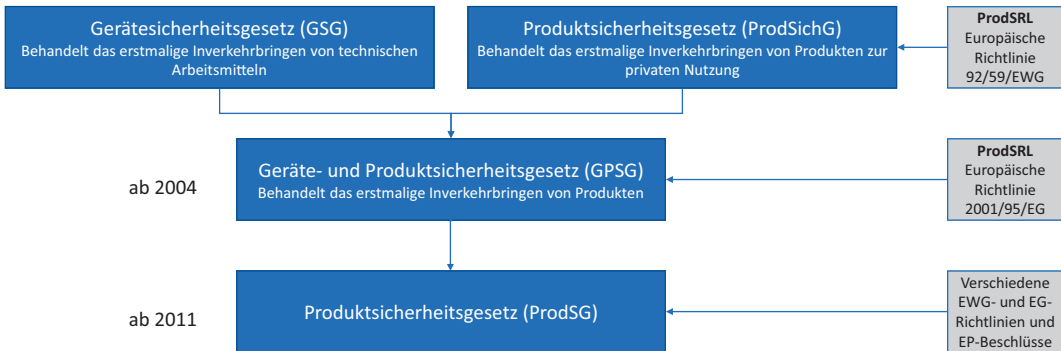 Gerätesicherheitsgesetz (GSG)
Behandelt das erstmalige Inverkehrbringen von technischen
Arbeitsmitteln
Produktsicherheitsgesetz (ProdSichG)
Behandelt das erstmalige Inverkehrbringen von Produkten zur
privaten Nutzung
ProdSRL
Europäische
Richtlinie
92/59/EWG
ab 2004
Geräte- und Produktsicherheitsgesetz (GPSG)
Behandelt das erstmalige Inverkehrbringen von Produkten
ProdSRL
Europäische
Richtlinie
2001/95/EG
ab 2011
Produktsicherheitsgesetz (ProdSG)
Verschiedene
EWG- und EG-
Richtlinien und
EP-Beschlüsse